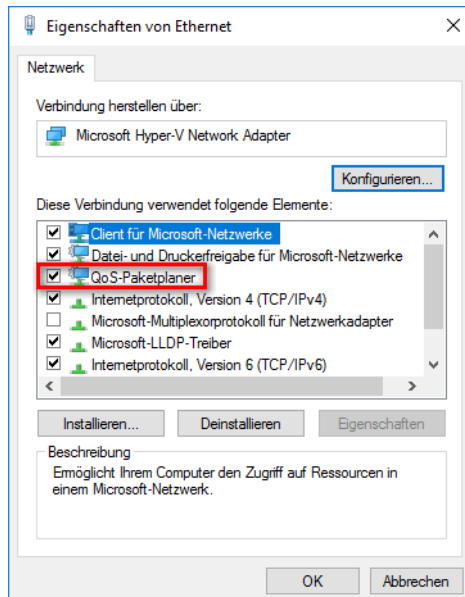 Eigenschaften von Ethernet
Netzwerk
Verbindung herstellen über:
Microsoft Hyper-V Network Adapter
Konfigurieren...
Diese Verbindung verwendet folgende Elemente:
Client für Microsoft-Netzwerke
Datei- und Druckerfreigabe für Microsoft-Netzwerke
QoS-Paketplaner
Internetprotokoll, Version 4 (TCP/IPv4)
Microsoft-Multiplexorprotokoll für Netzwerkadapter
Microsoft-LLDP-Treiber
Internetprotokoll, Version 6 (TCP/IPv6)
Installieren... Deinstallieren Eigenschaften
Beschreibung
Ermöglicht Ihrem Computer den Zugriff auf Ressourcen in
einem Microsoft-Netzwerk.
OK Abbrechen